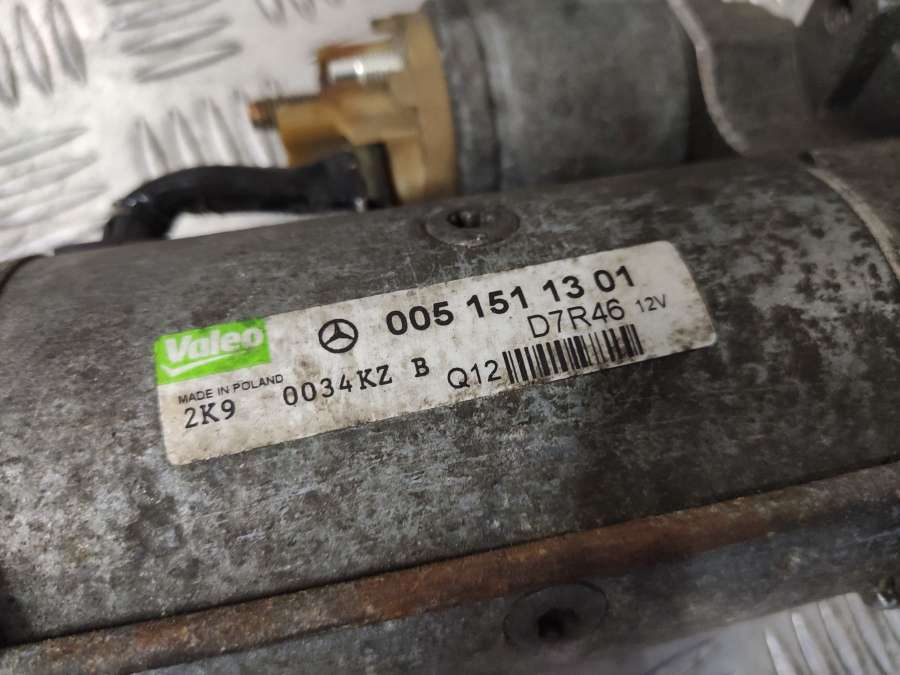 Valeo 005 151 13 01
MADE IN POLAND D7R46 12V
2K9 0034KZ B Q12